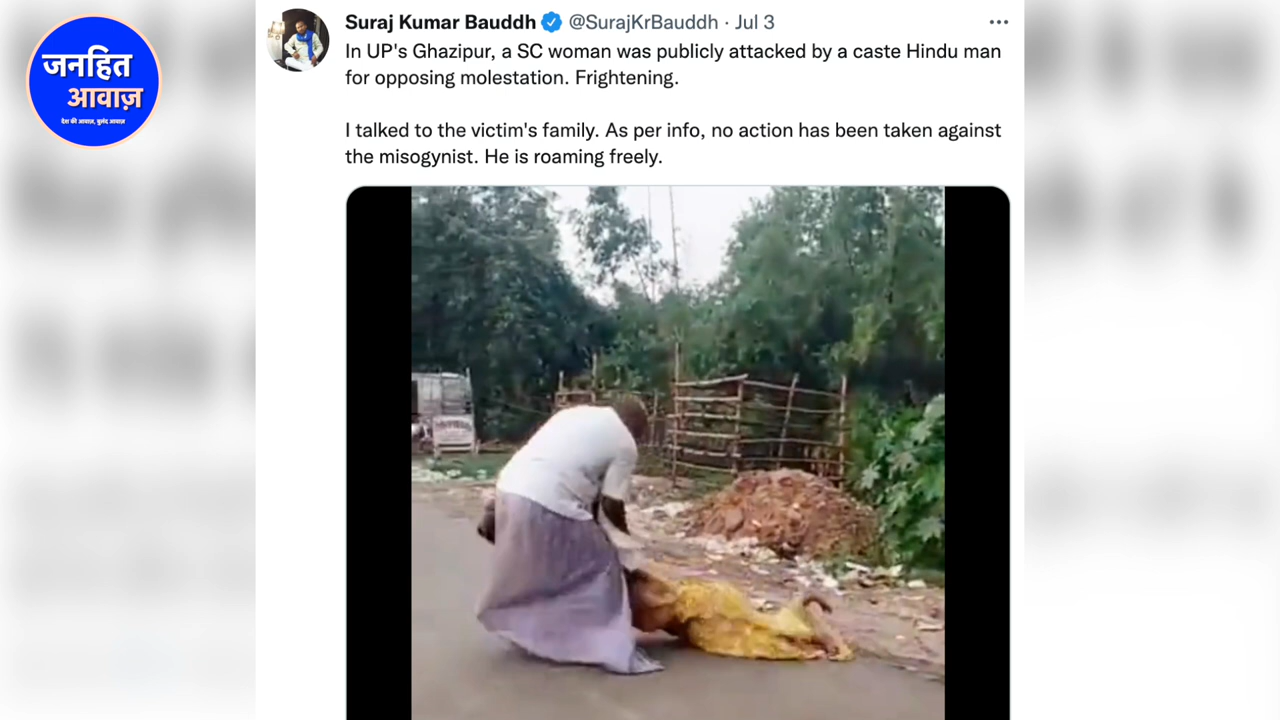 जनहित
आवाज़
देश की आवाज़, बुलंद आवाज़
Suraj Kumar Bauddh @SurajKrBauddh · Jul 3
In UP's Ghazipur, a SC woman was publicly attacked by a caste Hindu man
for opposing molestation. Frightening.
I talked to the victim's family. As per info, no action has been taken against
the misogynist. He is roaming freely.